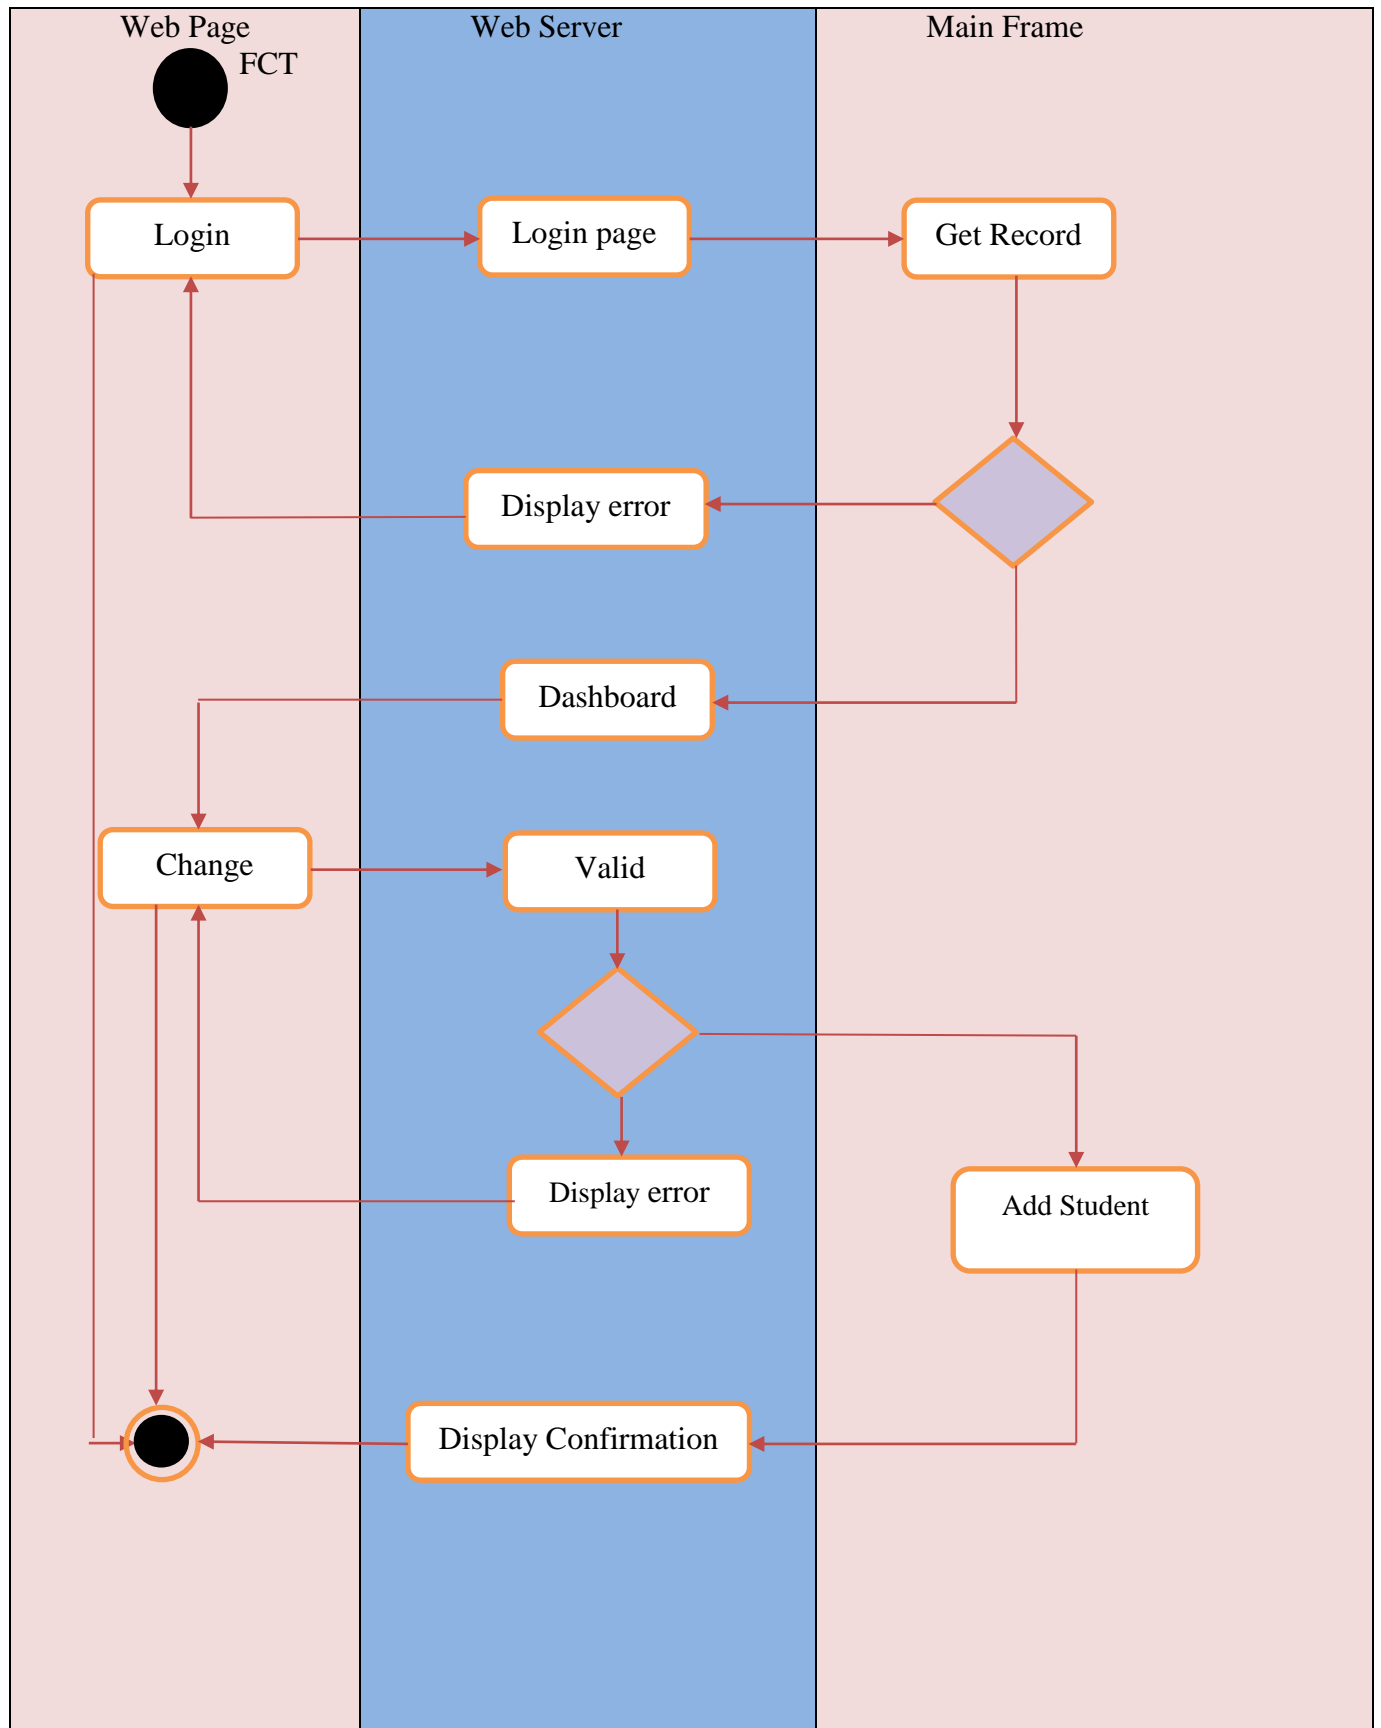 Web Page
Web Server
Main Frame
FCT
Login
Login page
Get Record
Display error
Dashboard
Change
Valid
Display error
Add Student
Display Confirmation